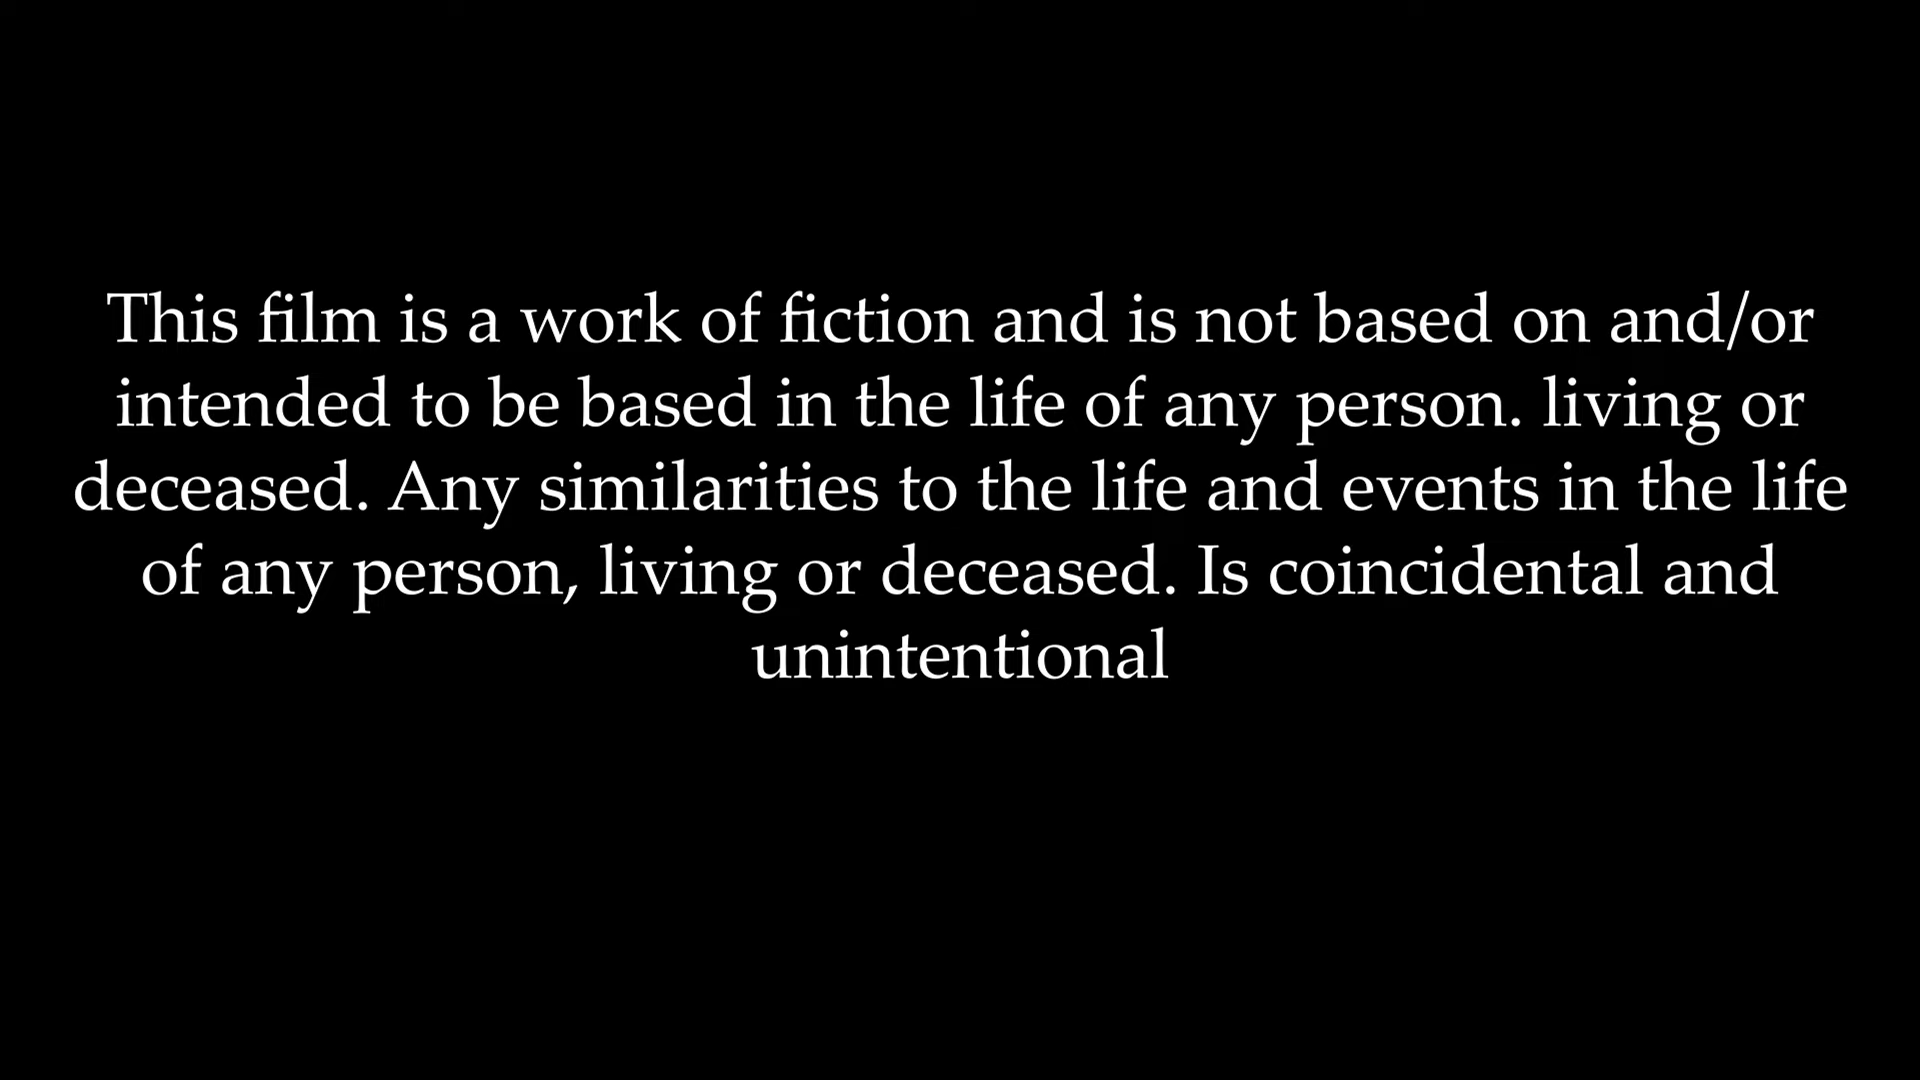 This film is a work of fiction and is not based on and/or
intended to be based in the life of any person. living or
deceased. Any similarities to the life and events in the life
of any person, living or deceased. Is coincidental and
unintentional